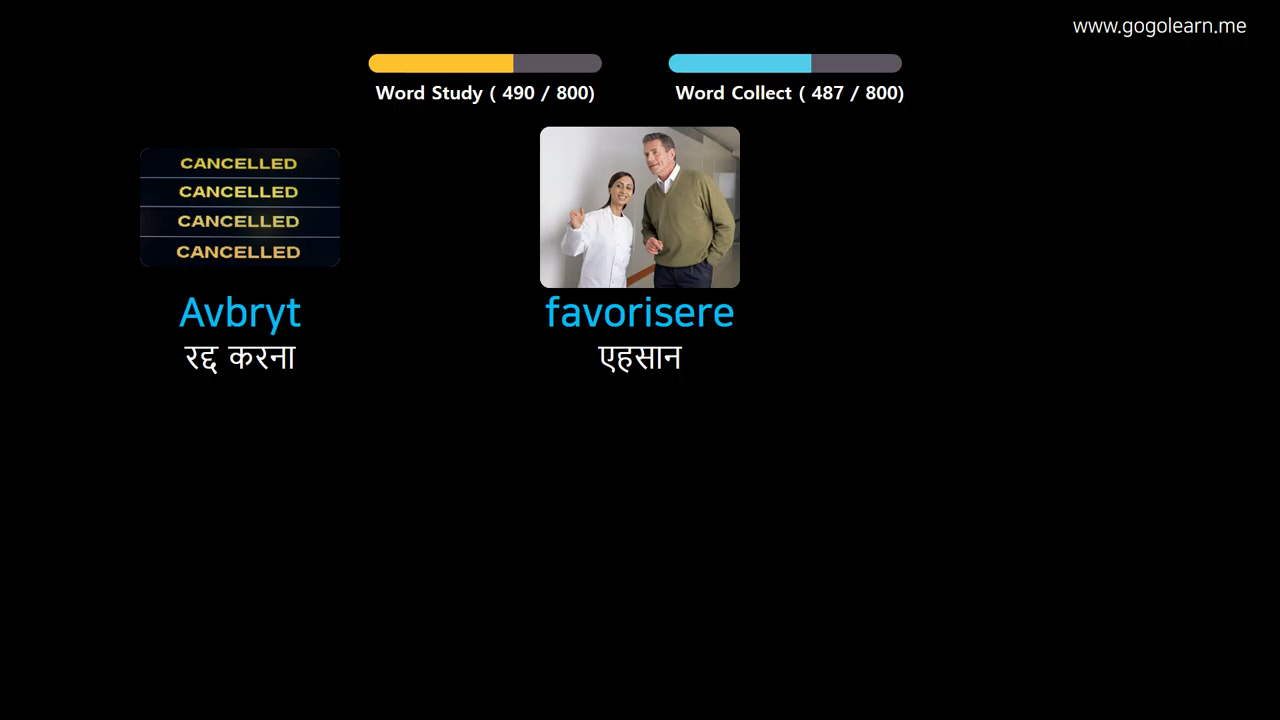 www.gogolearn.me
Word Study ( 490 / 800)
Word Collect ( 487 / 800)
CANCELLED
CANCELLED
CANCELLED
CANCELLED
Avbryt
रद्द करना
favorisere
एहसान